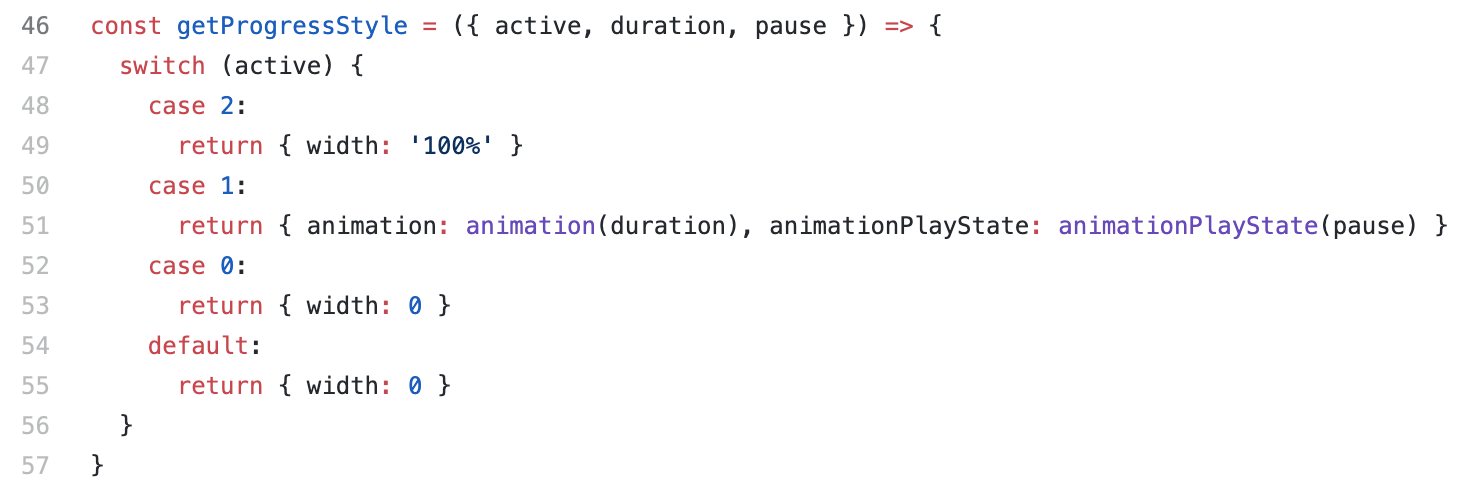 46 const getProgressStyle = ({ active, duration, pause }) => {
47 switch (active) {
48 case 2:
49 return { width: '100%' }
50 case 1:
51 return { animation: animation(duration), animationPlayState: animationPlayState(pause) }
52 case 0:
53 return { width: 0 }
54 default:
55 return { width: 0 }
56 }
57 }